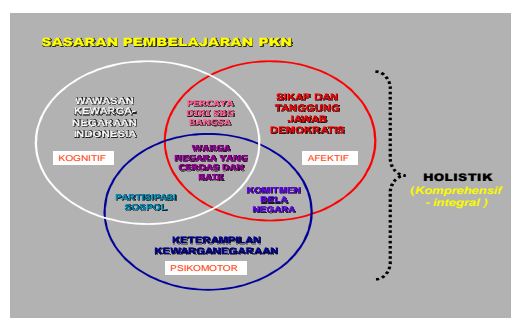 SASARAN PEMBELAJARAN PKN
WAWASAN
KEWARGA-
NEGARAAN
INDONESIA
KOGNITIF
PERCAYA
DIRI SBG
BANGSA
SIKAP DAN
TANGGUNG
JAWAB
DEMOKRATIS
AFEKTIF
WARGA
NEGARA YANG
CERDAS DAN
BAIK
PARTISIPASI
SOSPOL
KOMITMEN
BELA
NEGARA
KETERAMPILAN
KEWARGANEGARAAN
PSIKOMOTOR
HOLISTIK
(Komprehensif
- integral )